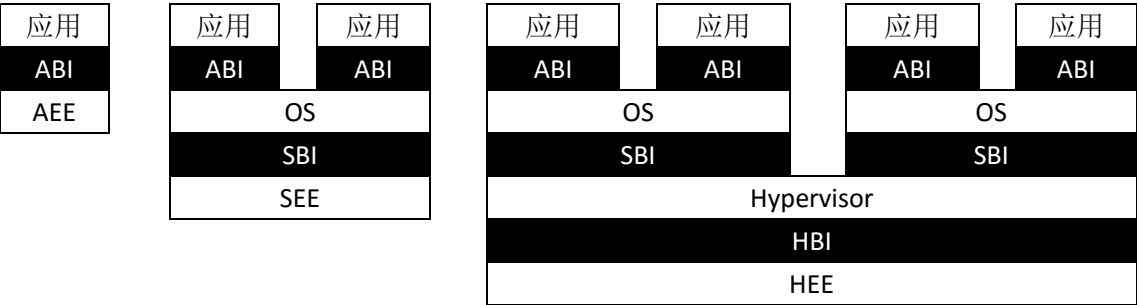 应用 应用 应用 应用 应用 应用 应用
ABI ABI ABI ABI ABI ABI ABI
AEE OS OS OS
SBI SBI SBI
SEE Hypervisor
HBI
HEE